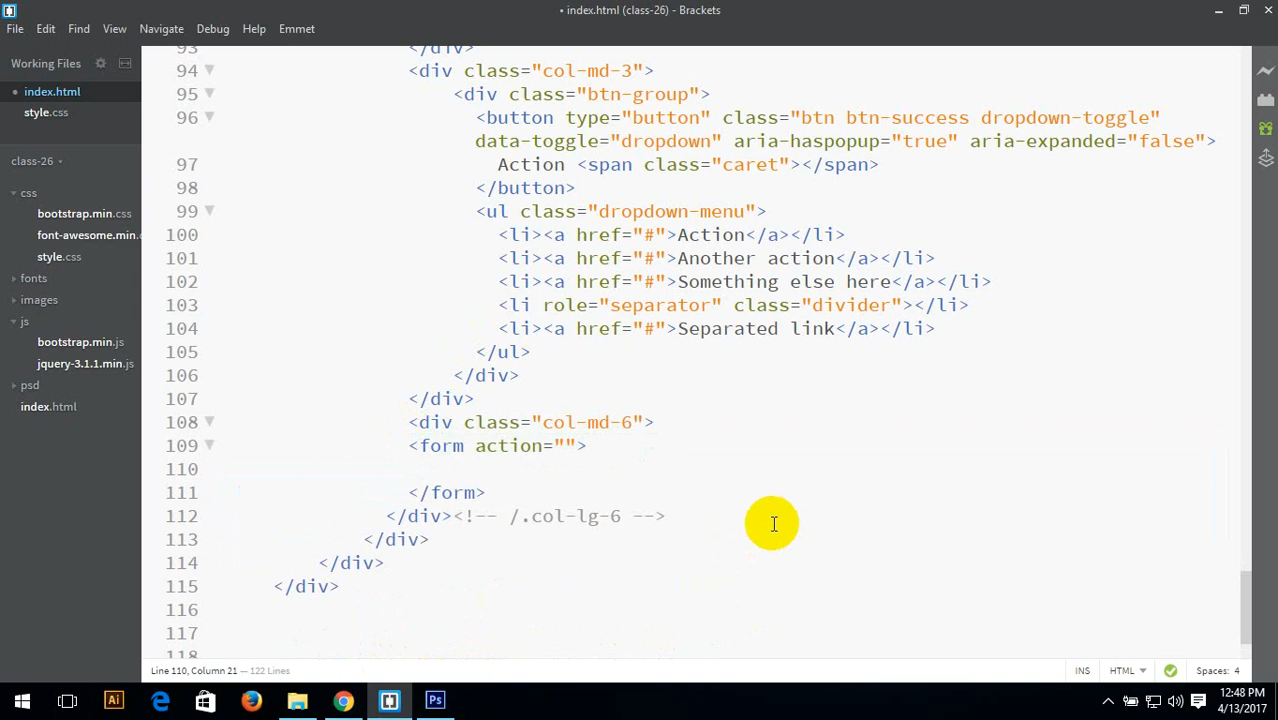 • index.html (class-26) - Brackets
File Edit Find View Navigate Debug Help Emmet
Working Files
• index.html
style.css
class-26
css
bootstrap.min.css
font-awesome.min.c
style.css
fonts
images
js
bootstrap.min.js
jquery-3.1.1.min.js
psd
index.html
93 </div>
94 <div class="col-md-3">
95 <div class="btn-group">
96 <button type="button" class="btn btn-success dropdown-toggle"
data-toggle="dropdown" aria-haspopup="true" aria-expanded="false">
97 Action <span class="caret"></span>
98 </button>
99 <ul class="dropdown-menu">
100 <li><a href="#">Action</a></li>
101 <li><a href="#">Another action</a></li>
102 <li><a href="#">Something else here</a></li>
103 <li role="separator" class="divider"></li>
104 <li><a href="#">Separated link</a></li>
105 </ul>
106 </div>
107 </div>
108 <div class="col-md-6">
109 <form action="">
110
111 </form>
112 </div><!-- /.col-lg-6 -->
113 </div>
114 </div>
115 </div>
116
117
118
Line 110, Column 21 — 122 Lines
INS HTML Spaces: 4
Ai
Ps
12:48 PM
4/13/2017